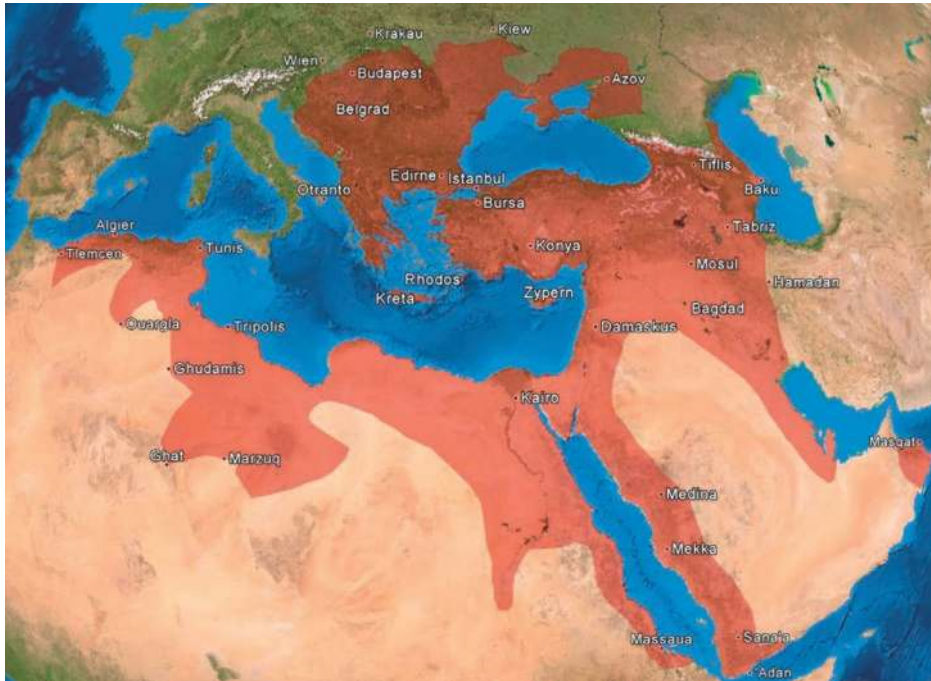 Krakau
Kiew
Wien
Budapest
Azov
Belgrad
Tiflis
Otranto
Edirne
Istanbul
Baku
Bursa
Algier
Tabriz
Tlemcen
Tunis
Konya
Mosul
Rhodos
Hamadan
Kreta
Zypern
Bagdad
Ouargla
Tripolis
Damaskus
Ghudamis
Kairo
Masqat
Ghat
Marzuq
Medina
Mekka
Massaua
Sana'a
Adan